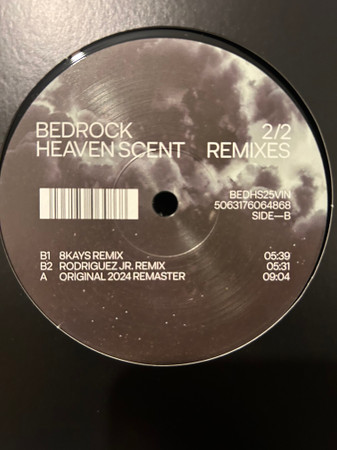 BEDROCK 2/2
HEAVEN SCENT REMIXES
BEDHS25VIN
5063176064868
SIDE—B
B1 8KAYS REMIX 05:39
B2 RODRIGUEZ JR. REMIX 05:31
A ORIGINAL 2024 REMASTER 09:04